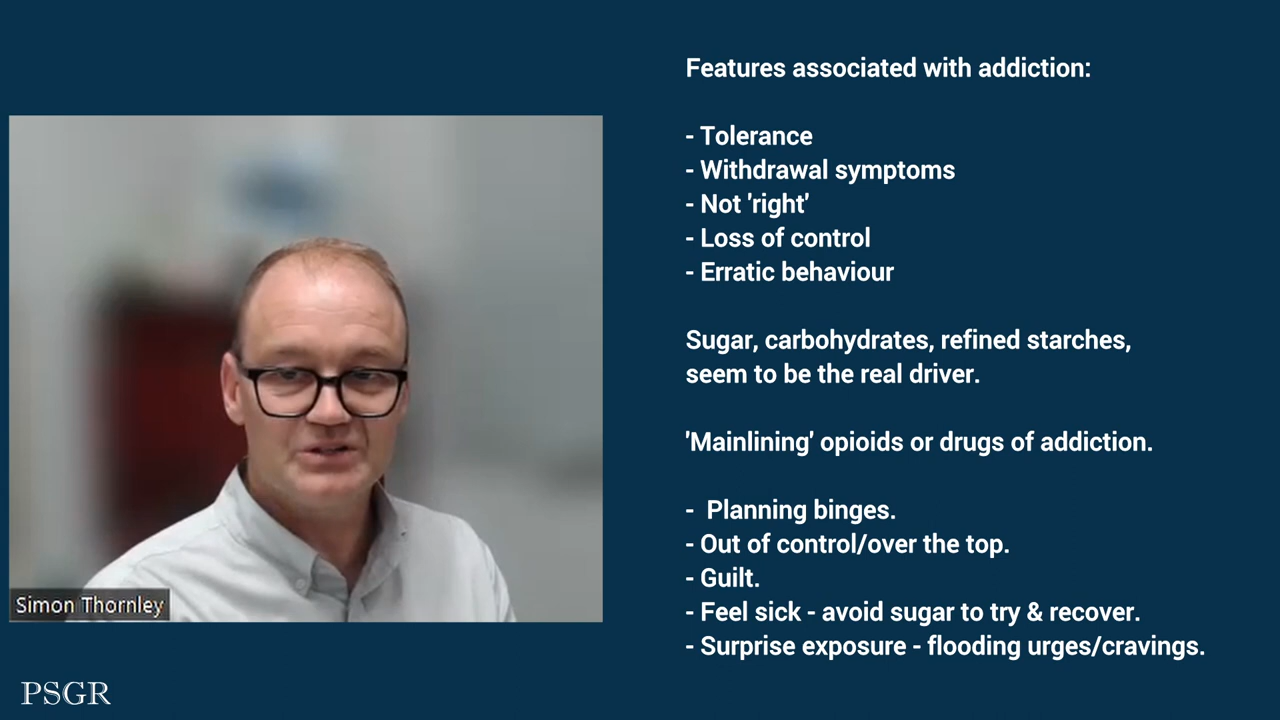 Features associated with addiction:
- Tolerance
- Withdrawal symptoms
- Not 'right'
- Loss of control
- Erratic behaviour
Sugar, carbohydrates, refined starches,
seem to be the real driver.
'Mainlining' opioids or drugs of addiction.
- Planning binges.
- Out of control/over the top.
- Guilt.
- Feel sick - avoid sugar to try & recover.
- Surprise exposure - flooding urges/cravings.
Simon Thornley
PSGR